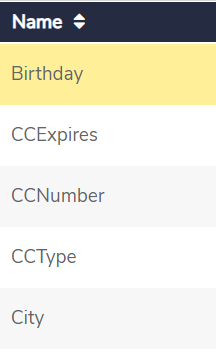 Name
Birthday
CCExpires
CCNumber
CCType
City